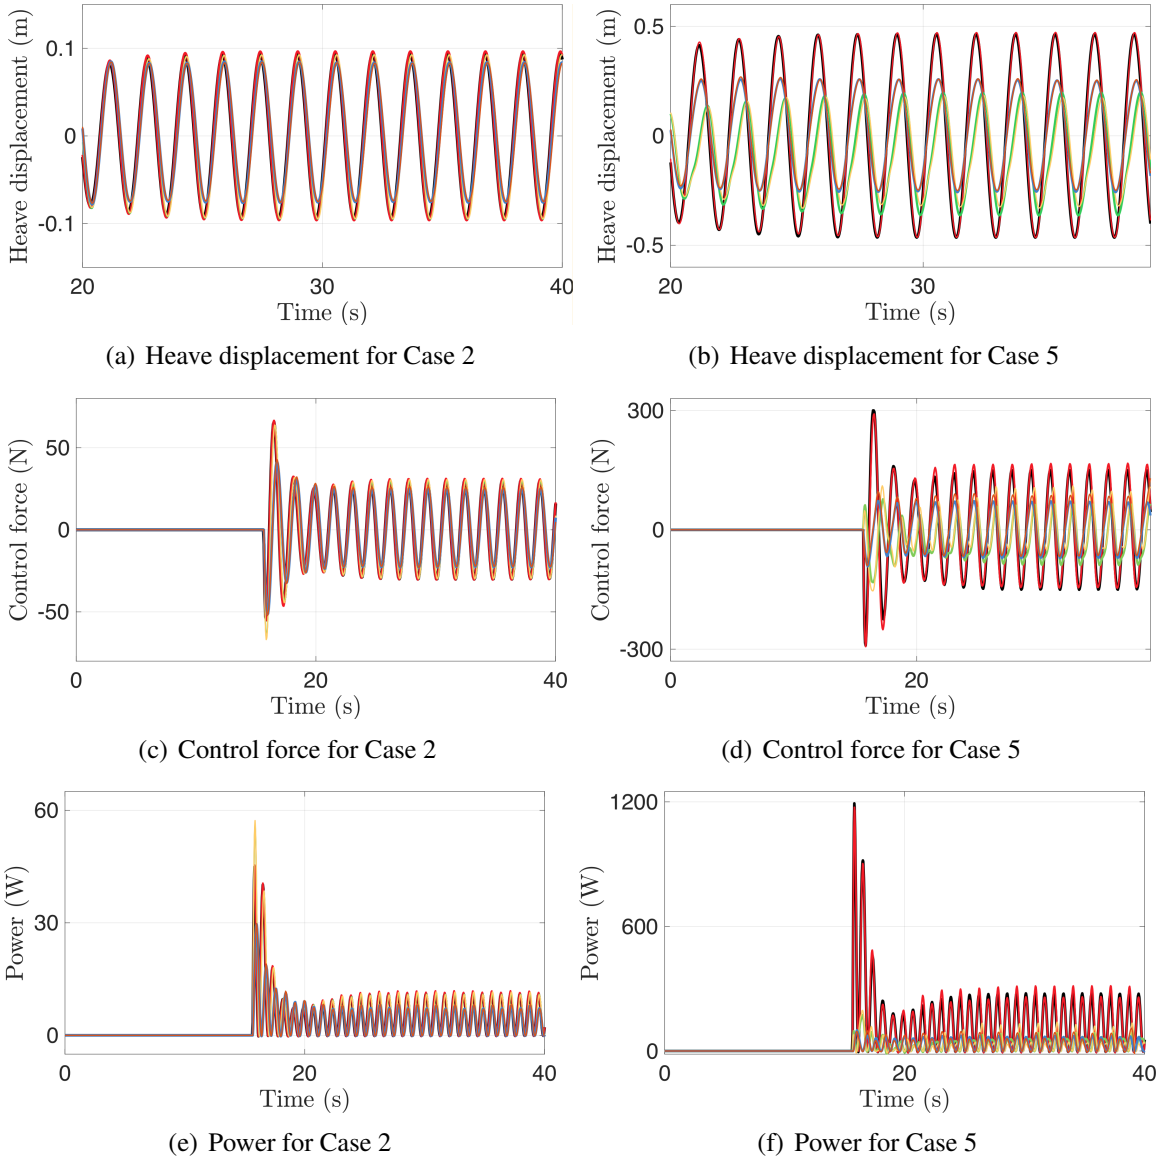 Heave displacement (m)
0.1
0
-0.1
20
30
40
Time (s)
(a) Heave displacement for Case 2
Heave displacement (m)
0.5
0
-0.5
20
30
Time (s)
(b) Heave displacement for Case 5
Control force (N)
50
0
-50
0
20
40
Time (s)
(c) Control force for Case 2
Control force (N)
300
0
-300
0
20
Time (s)
(d) Control force for Case 5
Power (W)
60
30
0
0
20
40
Time (s)
(e) Power for Case 2
Power (W)
1200
600
0
0
20
40
Time (s)
(f) Power for Case 5